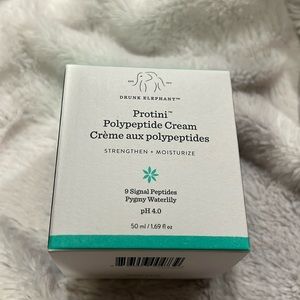 DRUNK ELEPHANT™
Protini™
Polypeptide Cream
Crème aux polypeptides
STRENGTHEN + MOISTURIZE
9 Signal Peptides
Pygmy Waterlily
pH 4.0
50 ml / 1.69 fl oz